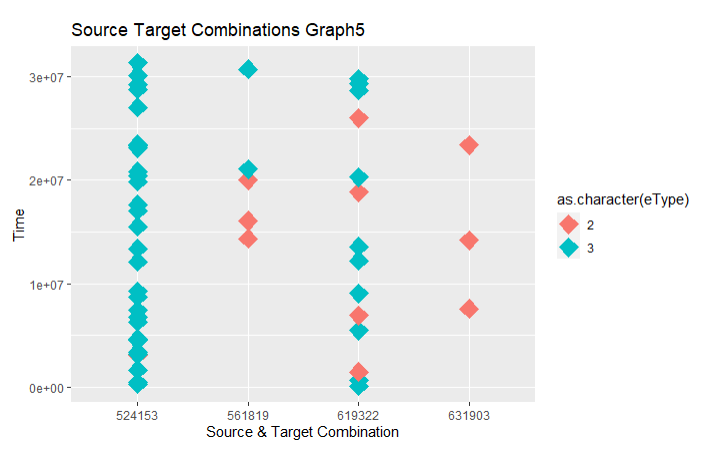 Source Target Combinations Graph5
3e+07
2e+07
1e+07
0e+00
Time
524153 561819 619322 631903
Source & Target Combination
as.character(eType)
2
3